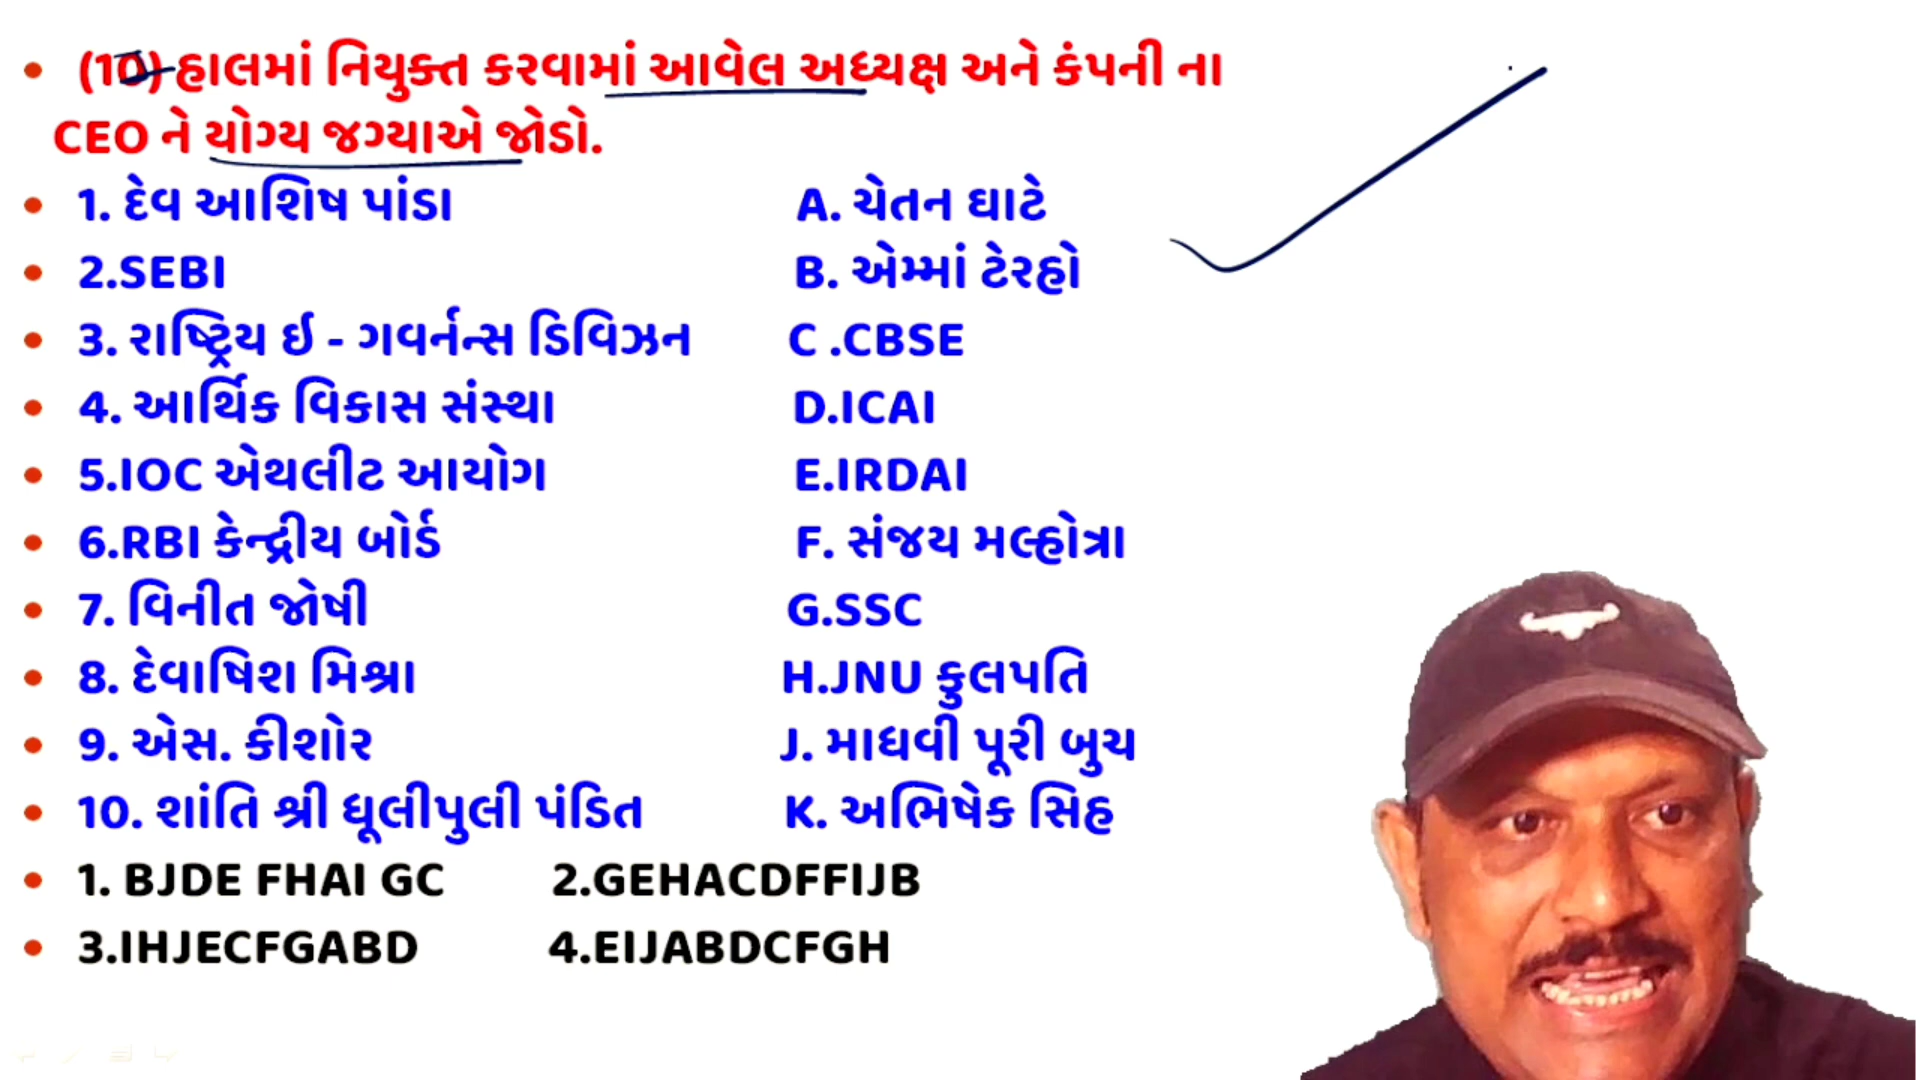 (10) હાલમાં નિયુક્ત કરવામાં આવેલ અધ્યક્ષ અને કંપની ના
CEO ને યોગ્ય જગ્યાએ જોડો.
1. દેવ આશિષ પાંડા A. ચેતન ઘાટે
2.SEBI B. એમ્માં ટેરહો
3. રાષ્ટ્રિય ઇ - ગવર્નન્સ ડિવિઝન C .CBSE
4. આર્થિક વિકાસ સંસ્થા D.ICAI
5.IOC એથલીટ આયોગ E.IRDAI
6.RBI કેન્દ્રીય બોર્ડ F. સંજય મલ્હોત્રા
7. વિનીત જોષી G.SSC
8. દેવાષિશ મિશ્રા H.JNU કુલપતિ
9. એસ. કીશોર J. માધવી પૂરી બુચ
10. શાંતિ શ્રી ધૂલીપુલી પંડિત K. અભિષેક સિહ
1. BJDE FHAI GC 2.GEHACDFFIJB
3.IHJECFGABD 4.EIJABDCFGH